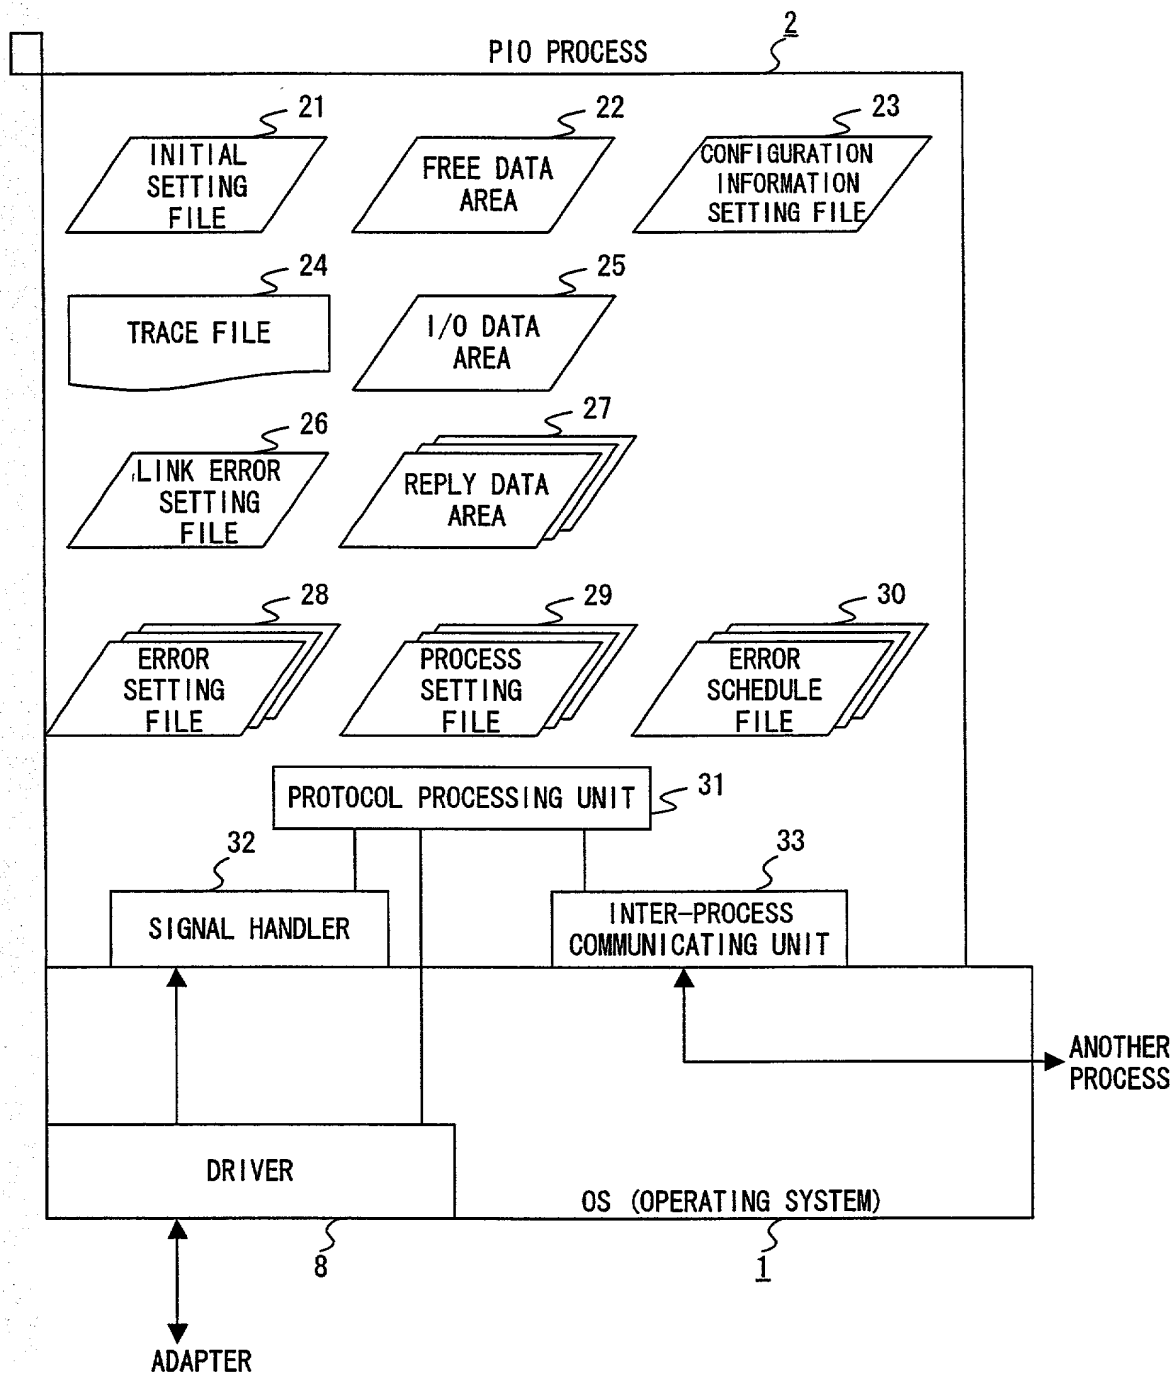 2
PIO PROCESS
21
22
23
INITIAL
SETTING
FILE
FREE DATA
AREA
CONFIGURATION
INFORMATION
SETTING FILE
24
25
TRACE FILE
I/O DATA
AREA
26
27
LINK ERROR
SETTING
FILE
REPLY DATA
AREA
28
29
30
ERROR
SETTING
FILE
PROCESS
SETTING
FILE
ERROR
SCHEDULE
FILE
PROTOCOL PROCESSING UNIT
31
32
33
SIGNAL HANDLER
INTER-PROCESS
COMMUNICATING UNIT
ANOTHER
PROCESS
DRIVER
OS (OPERATING SYSTEM)
8
1
ADAPTER